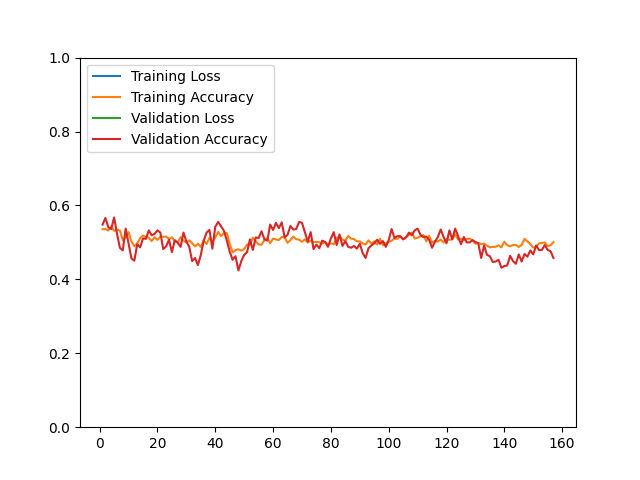 1.0
0.8
0.6
0.4
0.2
0.0
Training Loss
Training Accuracy
Validation Loss
Validation Accuracy
0 20 40 60 80 100 120 140 160